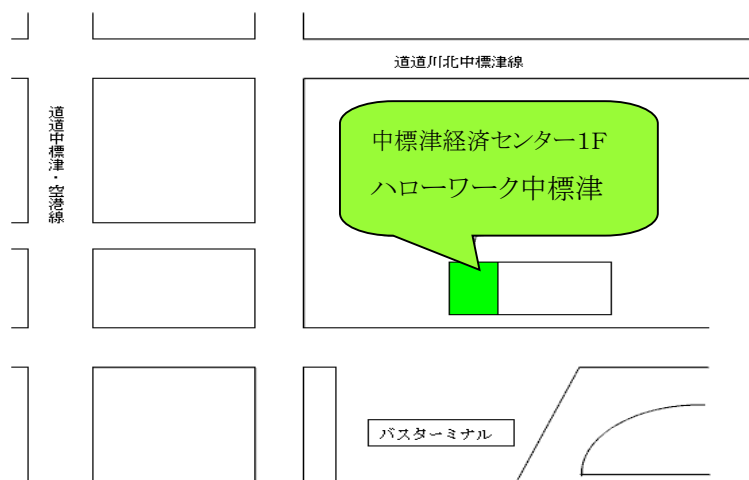 道道川北中標津線
道道中標津・空港線
中標津経済センター1F
ハローワーク中標津
バスターミナル